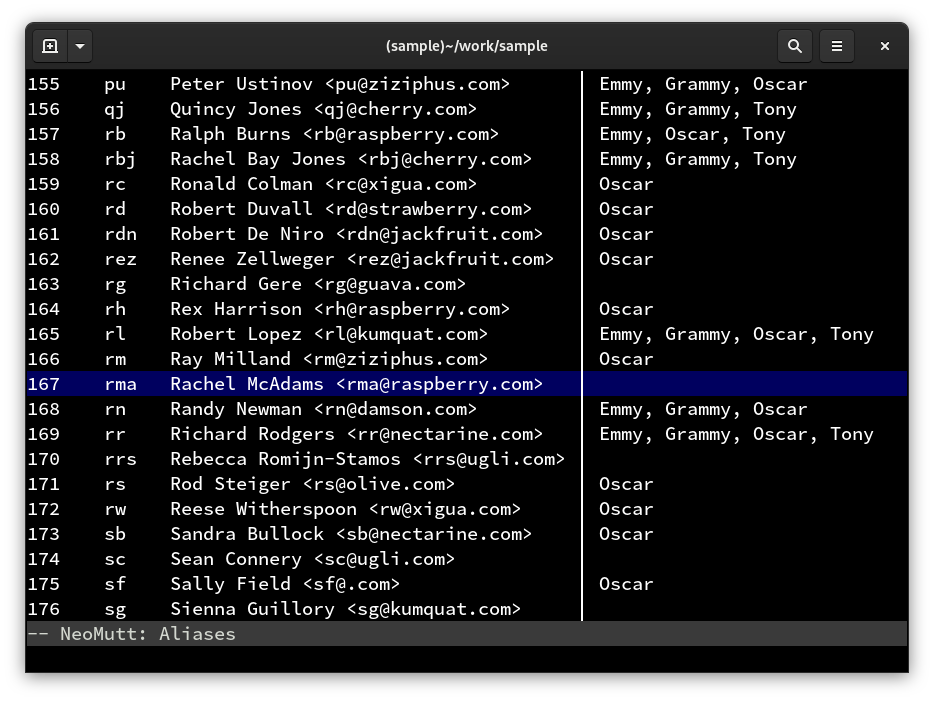 (sample)~/work/sample
155 pu Peter Ustinov <pu@ziziphus.com> Emmy, Grammy, Oscar
156 qj Quincy Jones <qj@cherry.com> Emmy, Grammy, Tony
157 rb Ralph Burns <rb@raspberry.com> Emmy, Oscar, Tony
158 rbj Rachel Bay Jones <rbj@cherry.com> Emmy, Grammy, Tony
159 rc Ronald Colman <rc@xigua.com> Oscar
160 rd Robert Duvall <rd@strawberry.com> Oscar
161 rdn Robert De Niro <rdn@jackfruit.com> Oscar
162 rez Renee Zellweger <rez@jackfruit.com> Oscar
163 rg Richard Gere <rg@guava.com>
164 rh Rex Harrison <rh@raspberry.com> Oscar
165 rl Robert Lopez <rl@kumquat.com> Emmy, Grammy, Oscar, Tony
166 rm Ray Milland <rm@ziziphus.com> Oscar
167 rma Rachel McAdams <rma@raspberry.com>
168 rn Randy Newman <rn@damson.com> Emmy, Grammy, Oscar
169 rr Richard Rodgers <rr@nectarine.com> Emmy, Grammy, Oscar, Tony
170 rrs Rebecca Romijn-Stamos <rrs@ugli.com>
171 rs Rod Steiger <rs@olive.com> Oscar
172 rw Reese Witherspoon <rw@xigua.com> Oscar
173 sb Sandra Bullock <sb@nectarine.com> Oscar
174 sc Sean Connery <sc@ugli.com>
175 sf Sally Field <sf@.com> Oscar
176 sg Sienna Guillory <sg@kumquat.com>
-- NeoMutt: Aliases